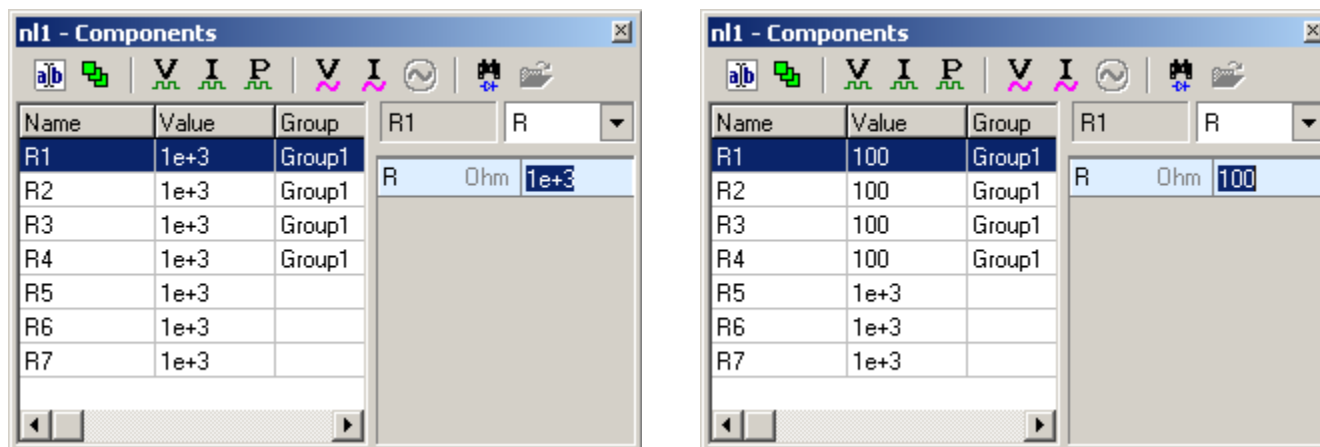 nl1 - Components
a b V I P V I
Name Value Group R1 R
R1 1e+3 Group1 R Ohm 1e+3
R2 1e+3 Group1
R3 1e+3 Group1
R4 1e+3 Group1
R5 1e+3
R6 1e+3
R7 1e+3
nl1 - Components
a b V I P V I
Name Value Group R1 R
R1 100 Group1 R Ohm 100
R2 100 Group1
R3 100 Group1
R4 100 Group1
R5 1e+3
R6 1e+3
R7 1e+3